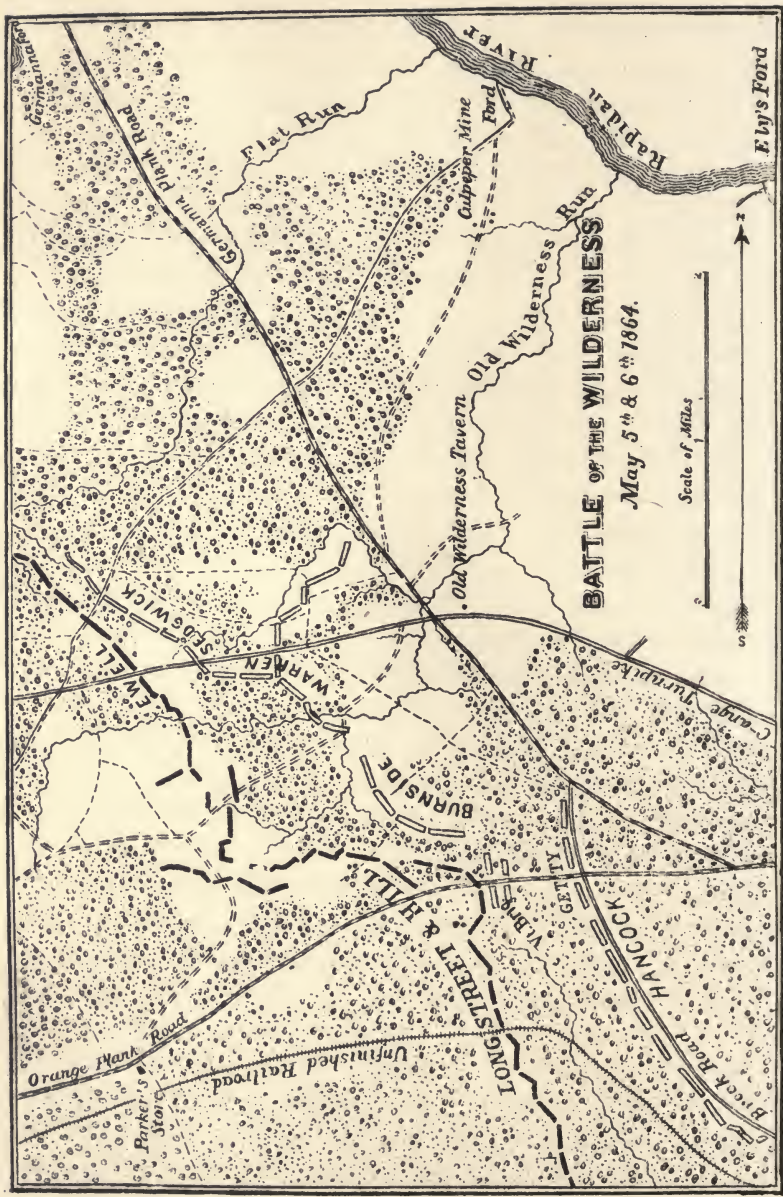 Germanna Ford
Germanna Plank Road
Flat Run
River
Rapidan
Ely's Ford
Culpeper Mine
Ford
Old Wilderness Run
Old Wilderness Tavern
BATTLE OF THE WILDERNESS
May 5th & 6th 1864.
Scale of Miles
S
SEDGWICK
EWELL
WARREN
BURNSIDE
Orange Turnpike
GETTY
Vt. Brig.
HANCOCK
LONGSTREET & HILL
Orange Plank Road
Unfinished Railroad
Parker's
Store
Brock Road